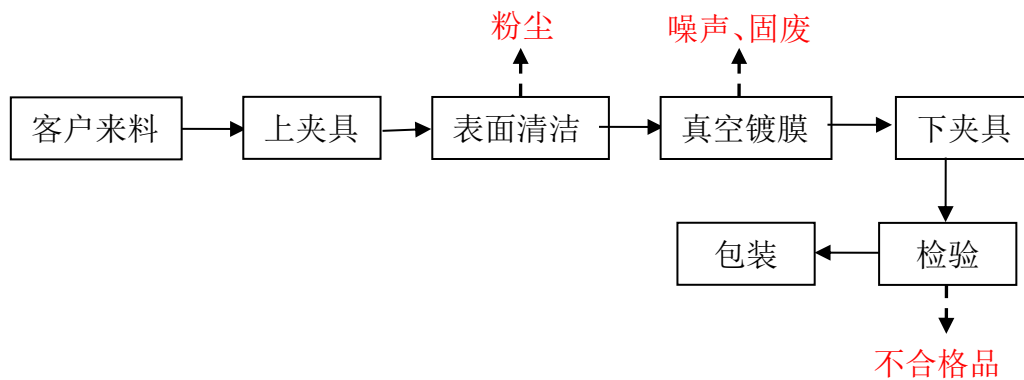 粉尘 噪声、固废
客户来料 上夹具 表面清洁 真空镀膜 下夹具
包装 检验
不合格品